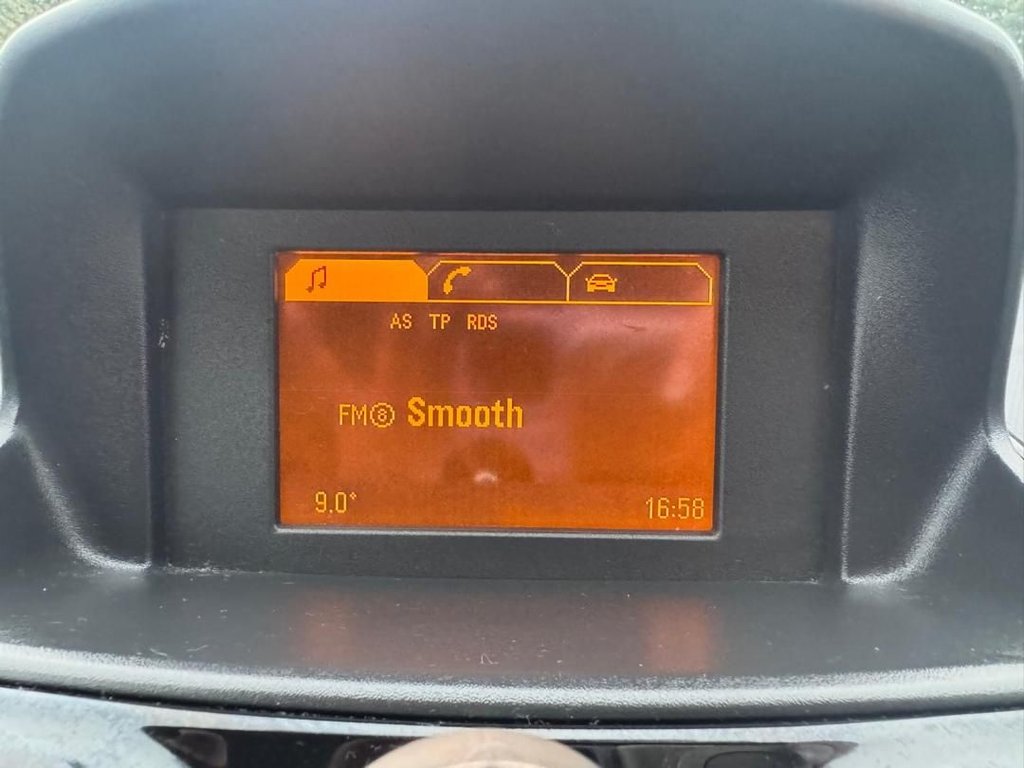 AS TP RDS
FM⑧ Smooth
9.0° 16:58